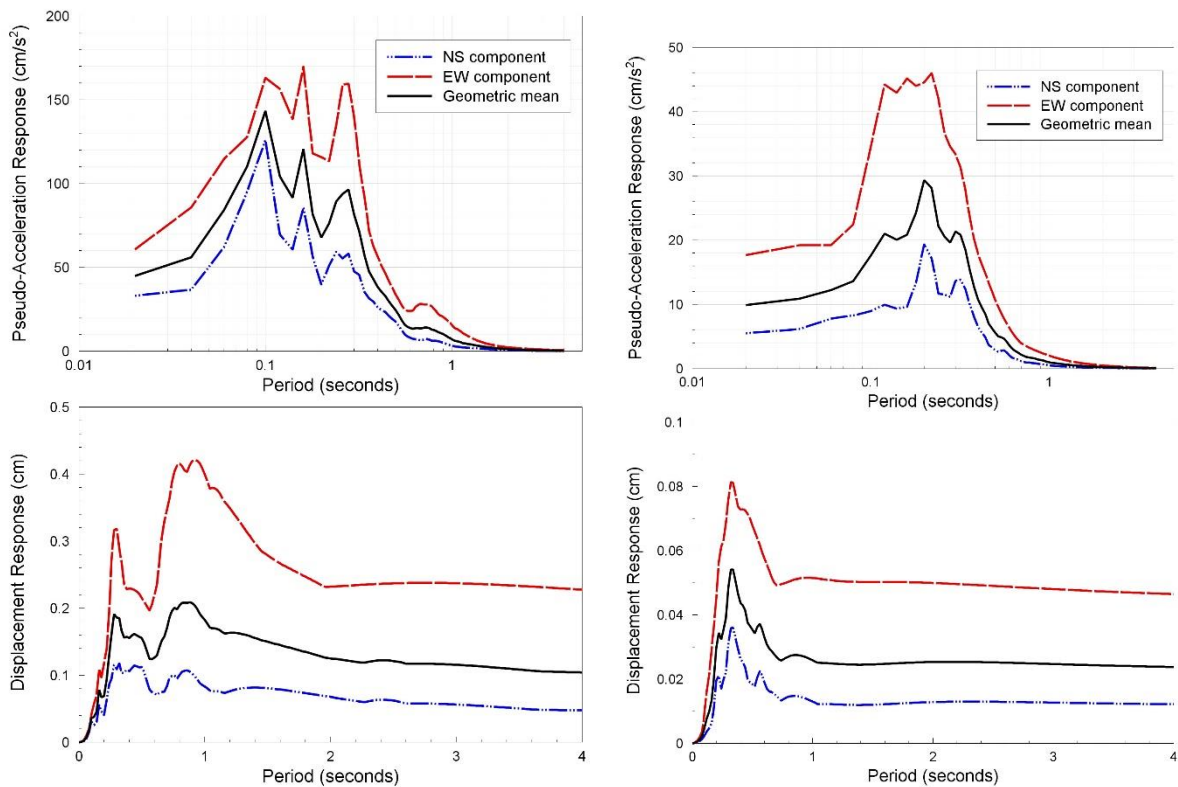 Pseudo-Acceleration Response (cm/s²)
200
150
100
50
0
0.01
0.1
1
Period (seconds)
NS component
EW component
Geometric mean
Pseudo-Acceleration Response (cm/s²)
50
40
30
20
10
0
0.01
0.1
1
Period (seconds)
NS component
EW component
Geometric mean
Displacement Response (cm)
0.5
0.4
0.3
0.2
0.1
0
0
1
2
3
4
Period (seconds)
Displacement Response (cm)
0.1
0.08
0.06
0.04
0.02
0
0
1
2
3
4
Period (seconds)